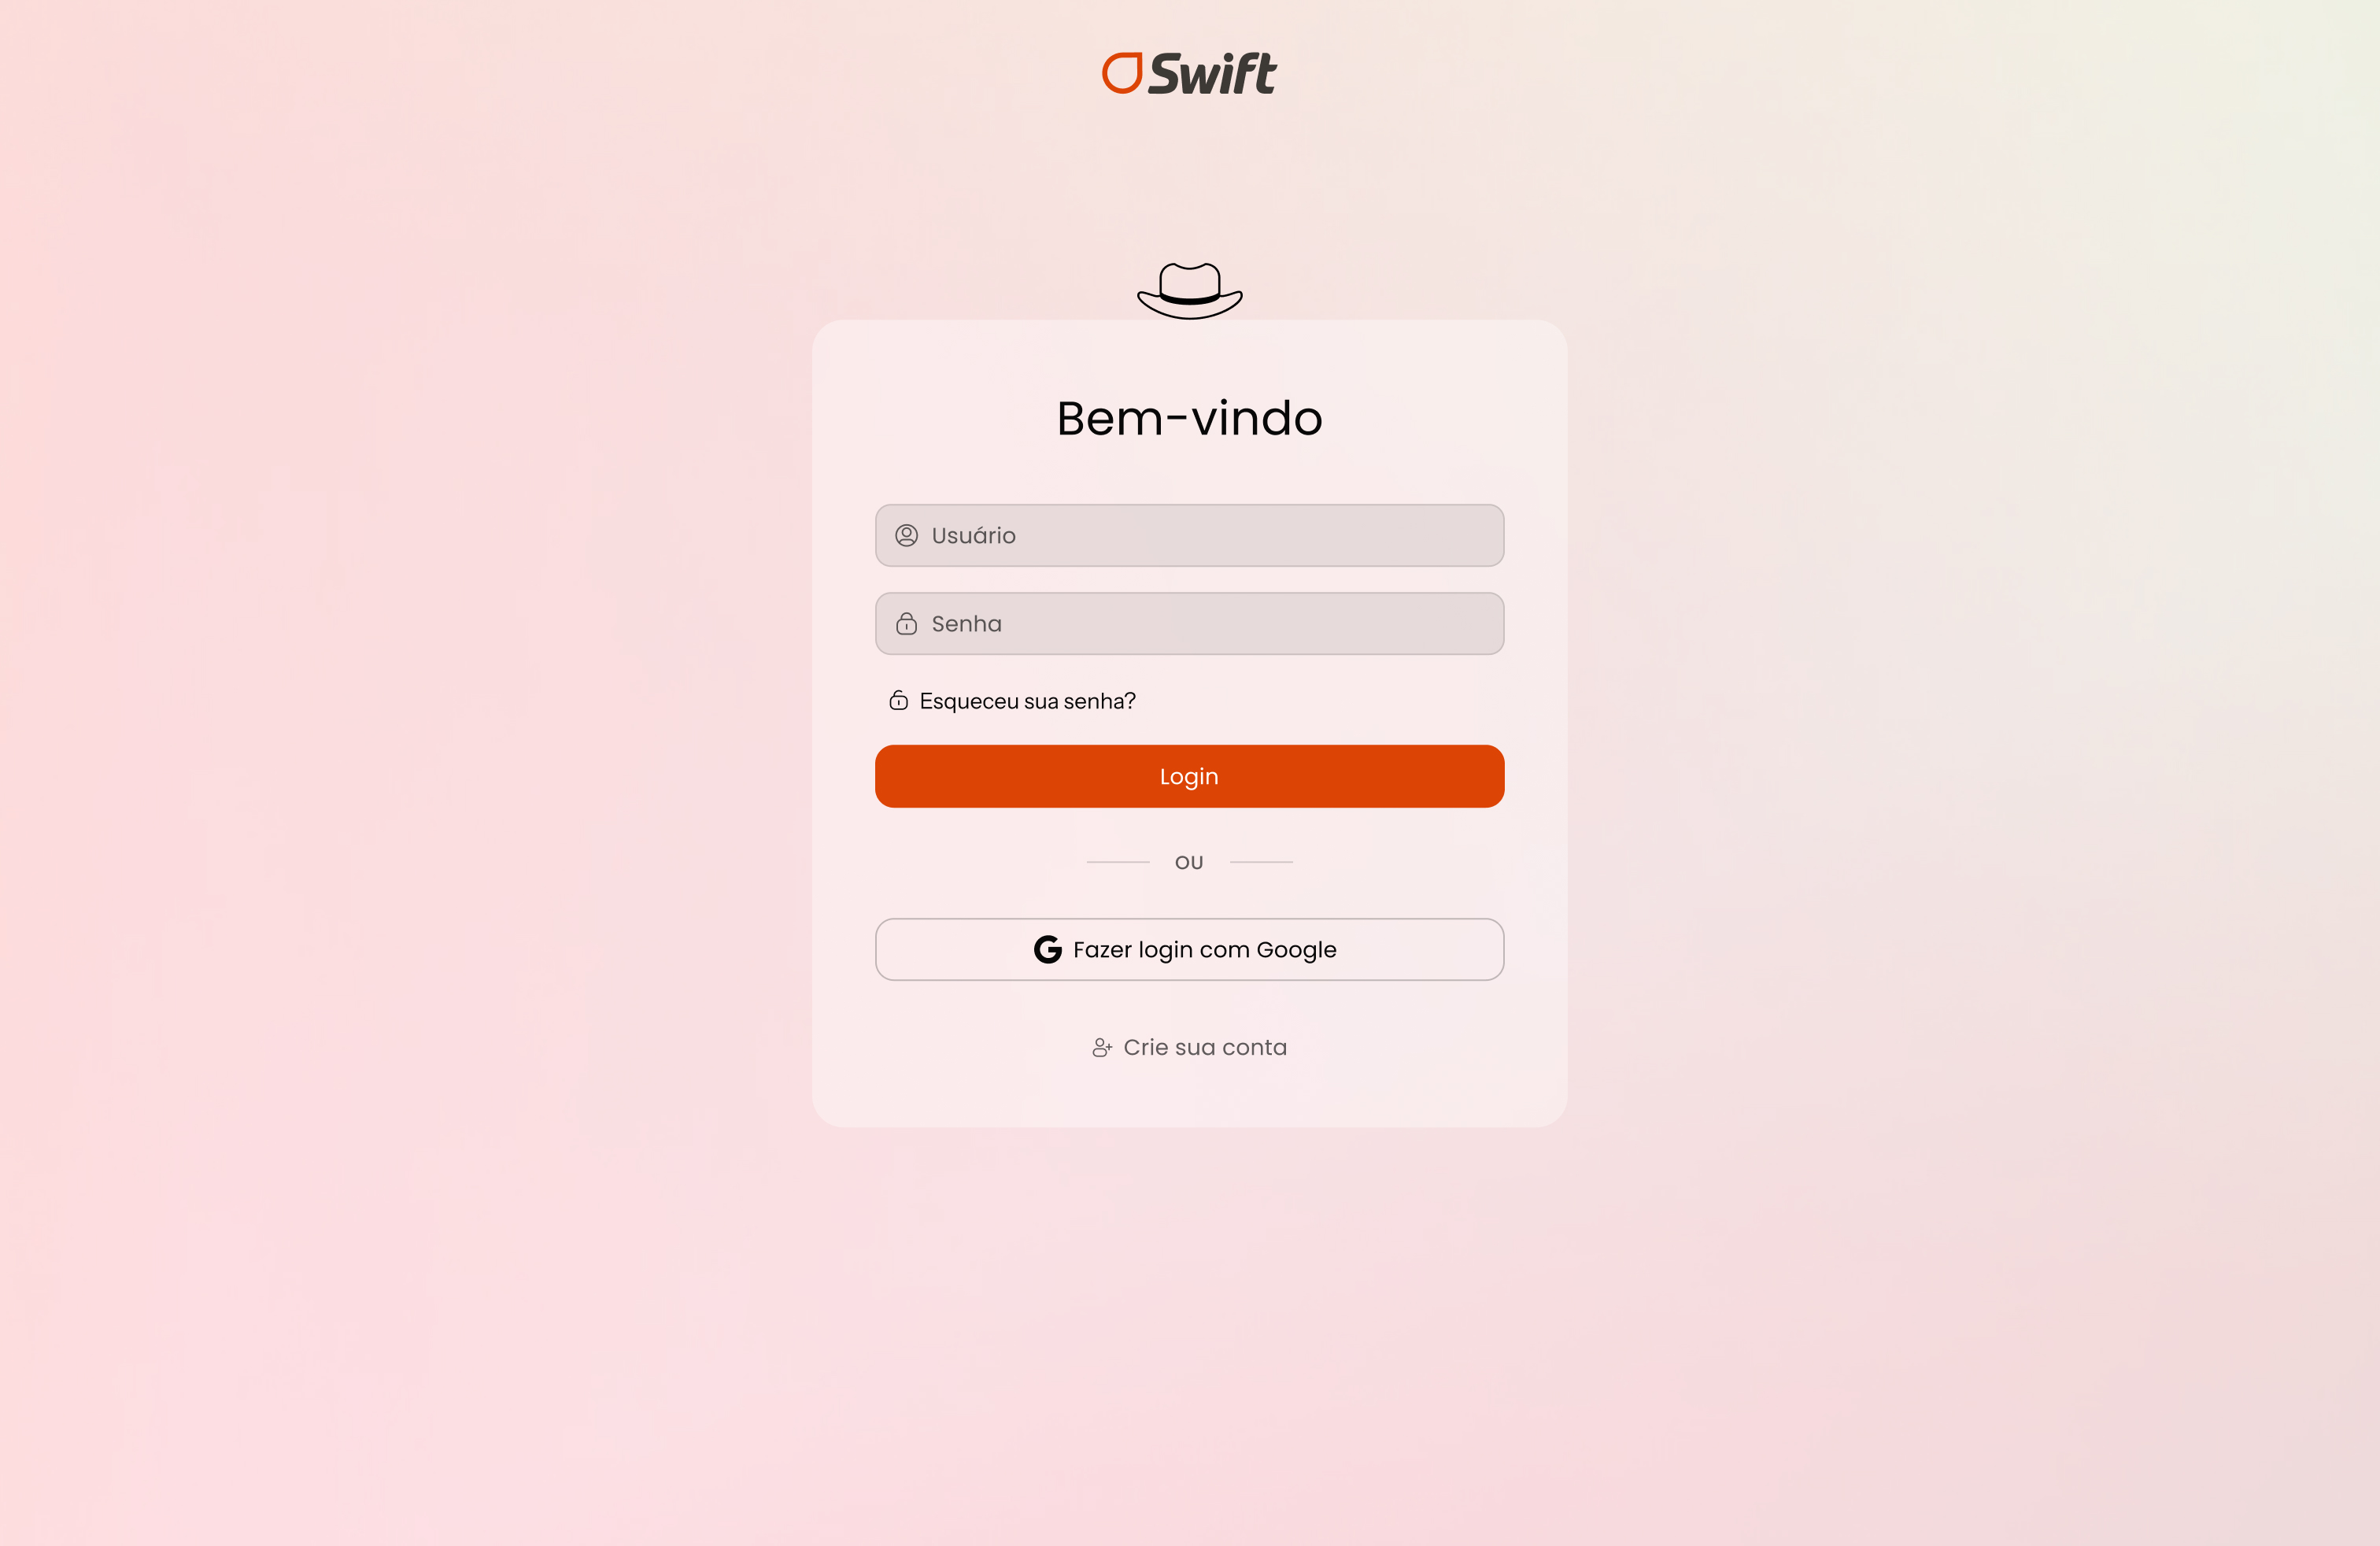 Swift
Bem-vindo
Usuário
Senha
Esqueceu sua senha?
Login
OU
Fazer login com Google
Crie sua conta